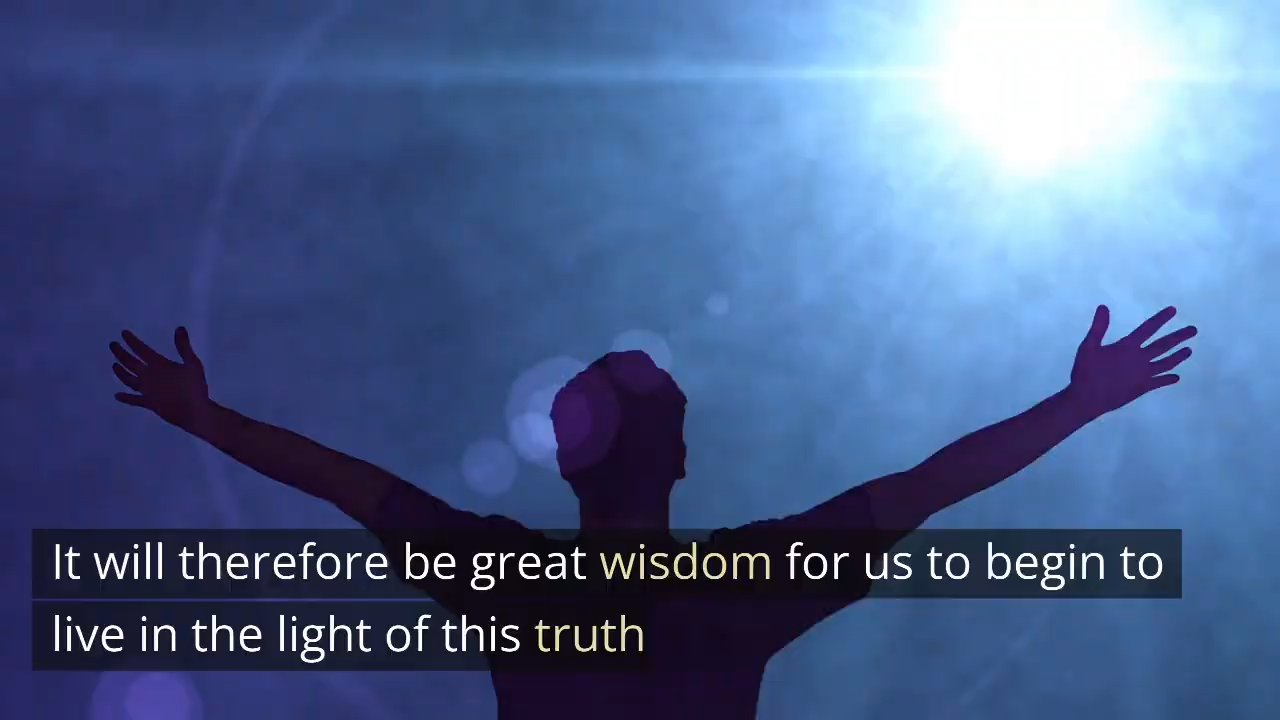 It will therefore be great wisdom for us to begin to
live in the light of this truth